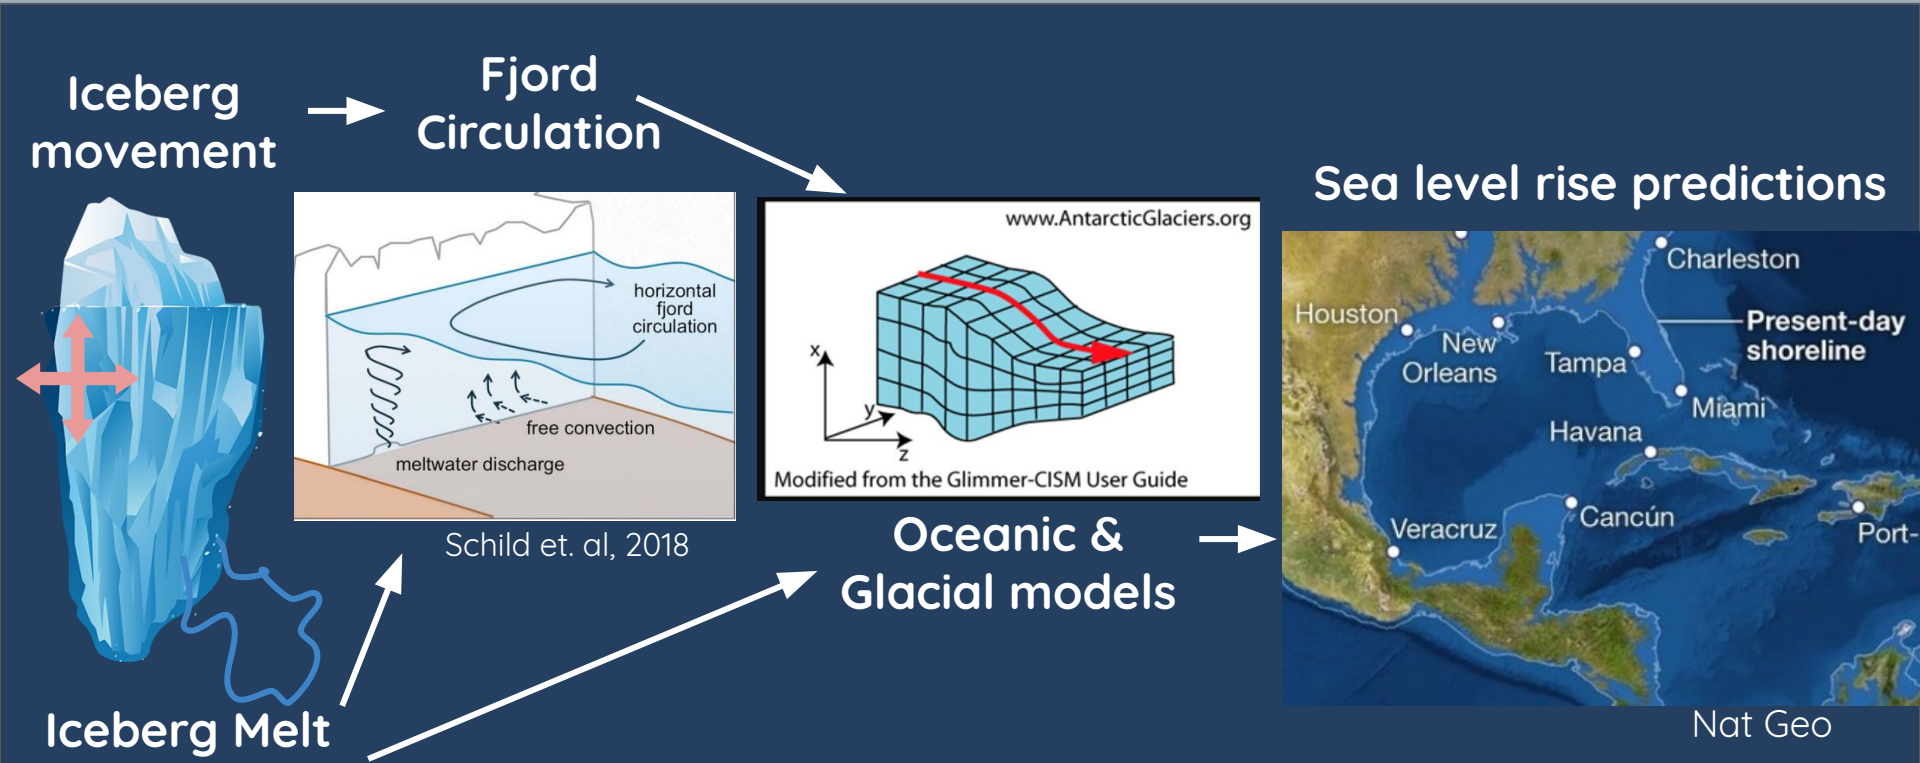 Iceberg
movement
Fjord
Circulation
horizontal
fjord
circulation
free convection
meltwater discharge
Schild et. al, 2018
Iceberg Melt
www.AntarcticGlaciers.org
x
y
z
Modified from the Glimmer-CISM User Guide
Oceanic &
Glacial models
Sea level rise predictions
Charleston
Houston
New
Orleans
Present-day
shoreline
Tampa
Miami
Havana
Cancún
Veracruz
Port-
Nat Geo